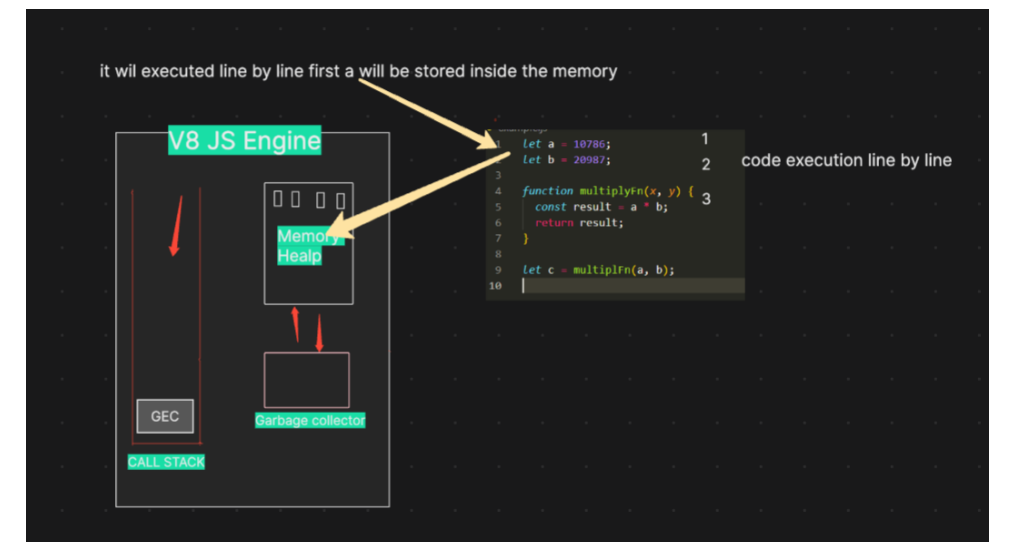 it wil executed line by line first a will be stored inside the memory
V8 JS Engine
Memory
Healp
GEC
CALL STACK
Garbage collector
1 let a = 10786;
2 let b = 20987;
3
4 function multiplyFn(x, y) {
5 const result = a * b;
6 return result;
7 }
8
9 let c = multiplFn(a, b);
10
1
2
3
code execution line by line